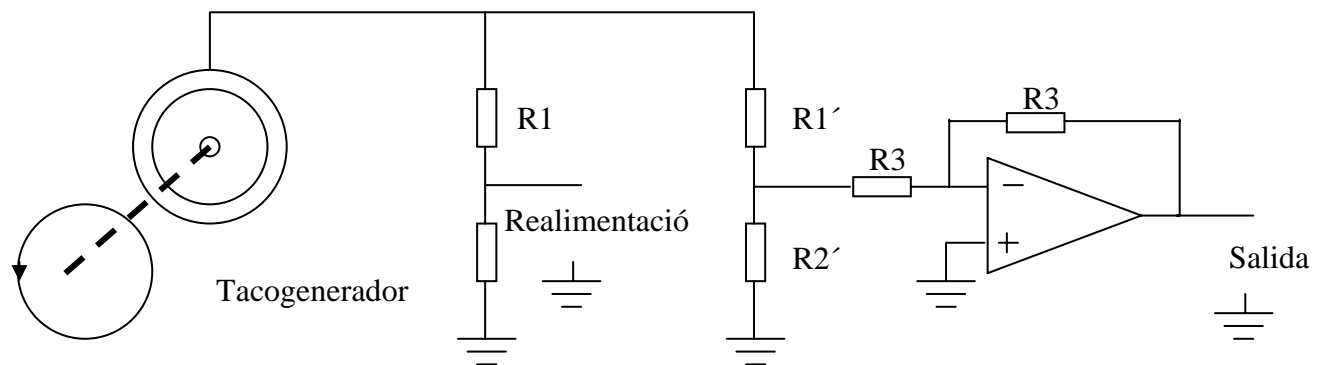 R1
R1´
R3
R3
−
Realimentació
+
R2´
Salida
Tacogenerador